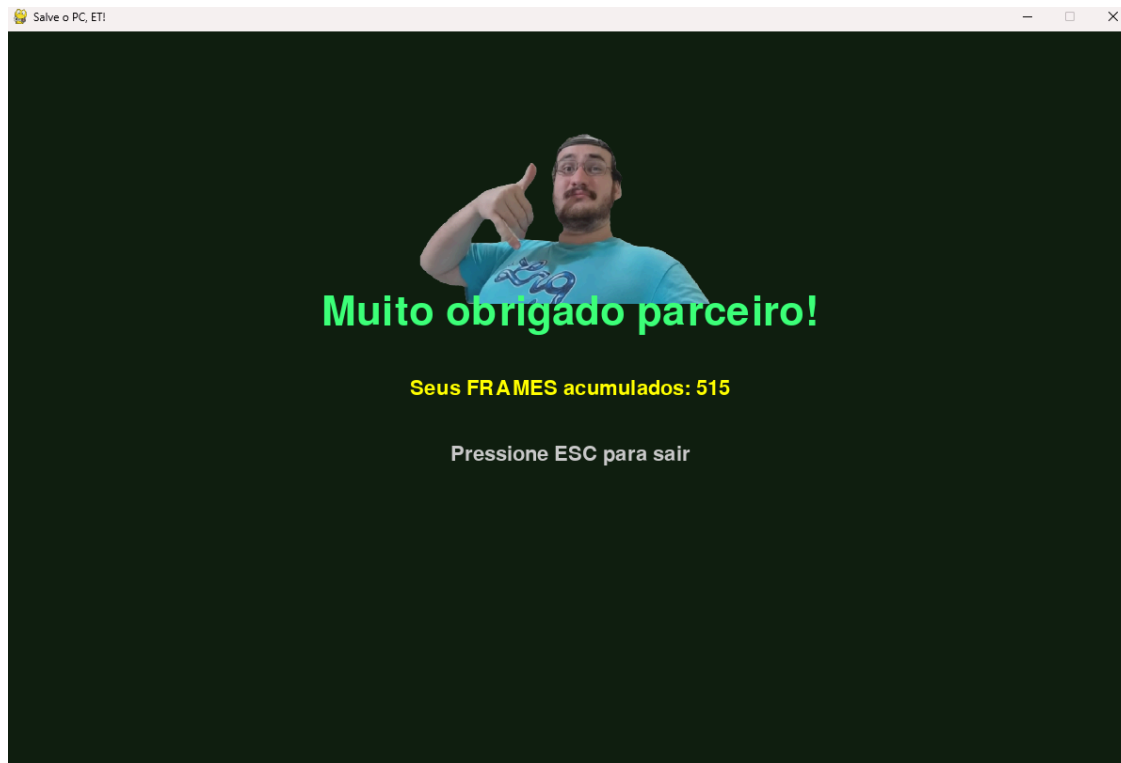 Salve o PC, ET!
Muito obrigado parceiro!
Seus FRAMES acumulados: 515
Pressione ESC para sair